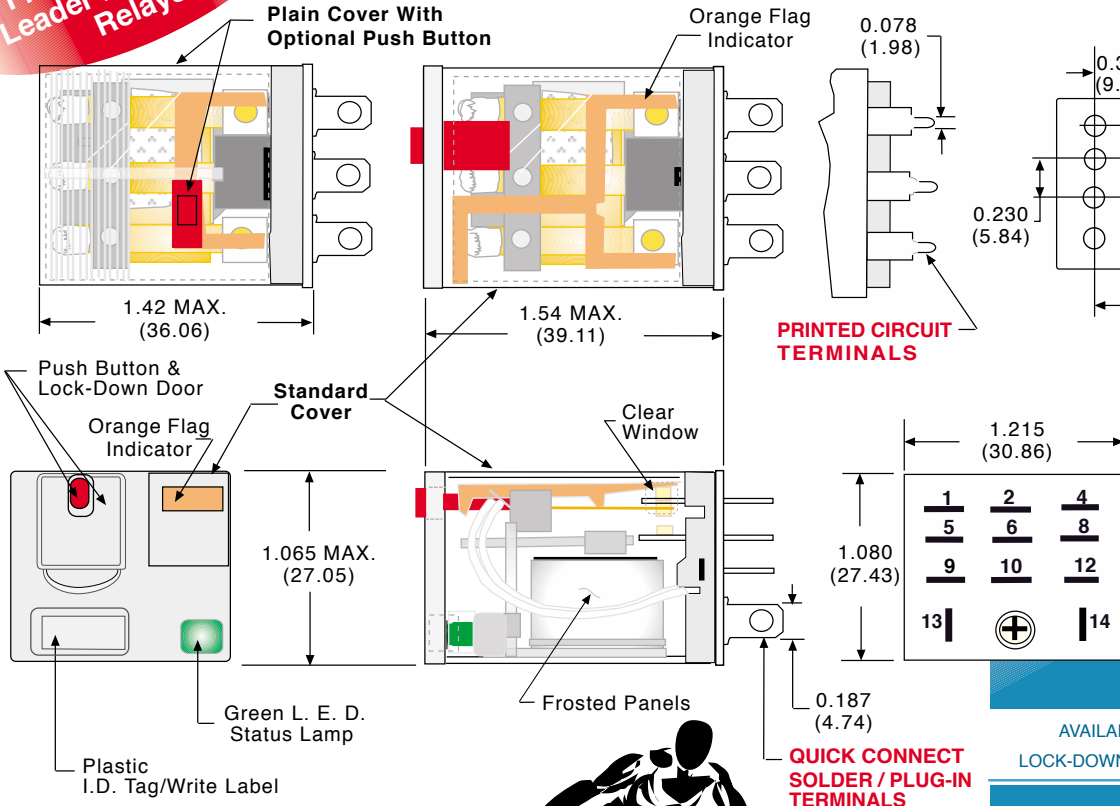 Leader
Relays
Plain Cover With
Optional Push Button
Orange Flag
Indicator
0.078
(1.98)
0.230
(5.84)
1.42 MAX.
(36.06)
1.54 MAX.
(39.11)
PRINTED CIRCUIT
TERMINALS
Push Button &
Lock-Down Door
Orange Flag
Indicator
Standard
Cover
Clear
Window
1.215
(30.86)
1.065 MAX.
(27.05)
1.080
(27.43)
1 2 4
5 6 8
9 10 12
13 14
Frosted Panels
0.187
(4.74)
Green L. E. D.
Status Lamp
Plastic
I.D. Tag/Write Label
QUICK CONNECT
SOLDER / PLUG-IN
TERMINALS
LOCK-DOWN